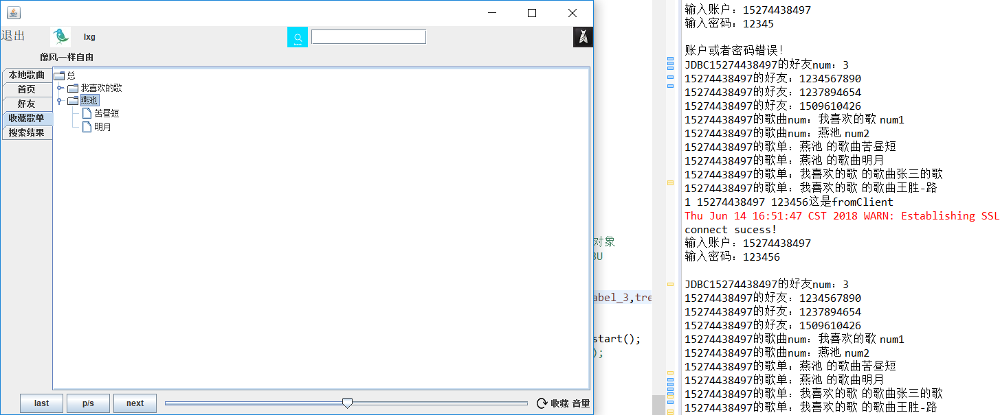 退出
lxg
像风一样自由
本地歌曲
首页
好友
收藏歌单
搜索结果
总
我喜欢的歌
燕池
苦昼短
明月
last
p/s
next
收藏 音量
对象
BU
abel_3,tre
start();
);
输入账户：15274438497
输入密码：12345
账户或者密码错误！
JDBC15274438497的好友num：3
15274438497的好友：1234567890
15274438497的好友：1237894654
15274438497的好友：1509610426
15274438497的歌曲num：我喜欢的歌 num1
15274438497的歌曲num：燕池 num2
15274438497的歌单：燕池 的歌曲苦昼短
15274438497的歌单：燕池 的歌曲明月
15274438497的歌单：我喜欢的歌 的歌曲张三的歌
15274438497的歌单：我喜欢的歌 的歌曲王胜-路
1 15274438497 123456这是fromClient
Thu Jun 14 16:51:47 CST 2018 WARN: Establishing SSL
connect sucess!
输入账户：15274438497
输入密码：123456
JDBC15274438497的好友num：3
15274438497的好友：1234567890
15274438497的好友：1237894654
15274438497的好友：1509610426
15274438497的歌曲num：我喜欢的歌 num1
15274438497的歌曲num：燕池 num2
15274438497的歌单：燕池 的歌曲苦昼短
15274438497的歌单：燕池 的歌曲明月
15274438497的歌单：我喜欢的歌 的歌曲张三的歌
15274438497的歌单：我喜欢的歌 的歌曲王胜-路